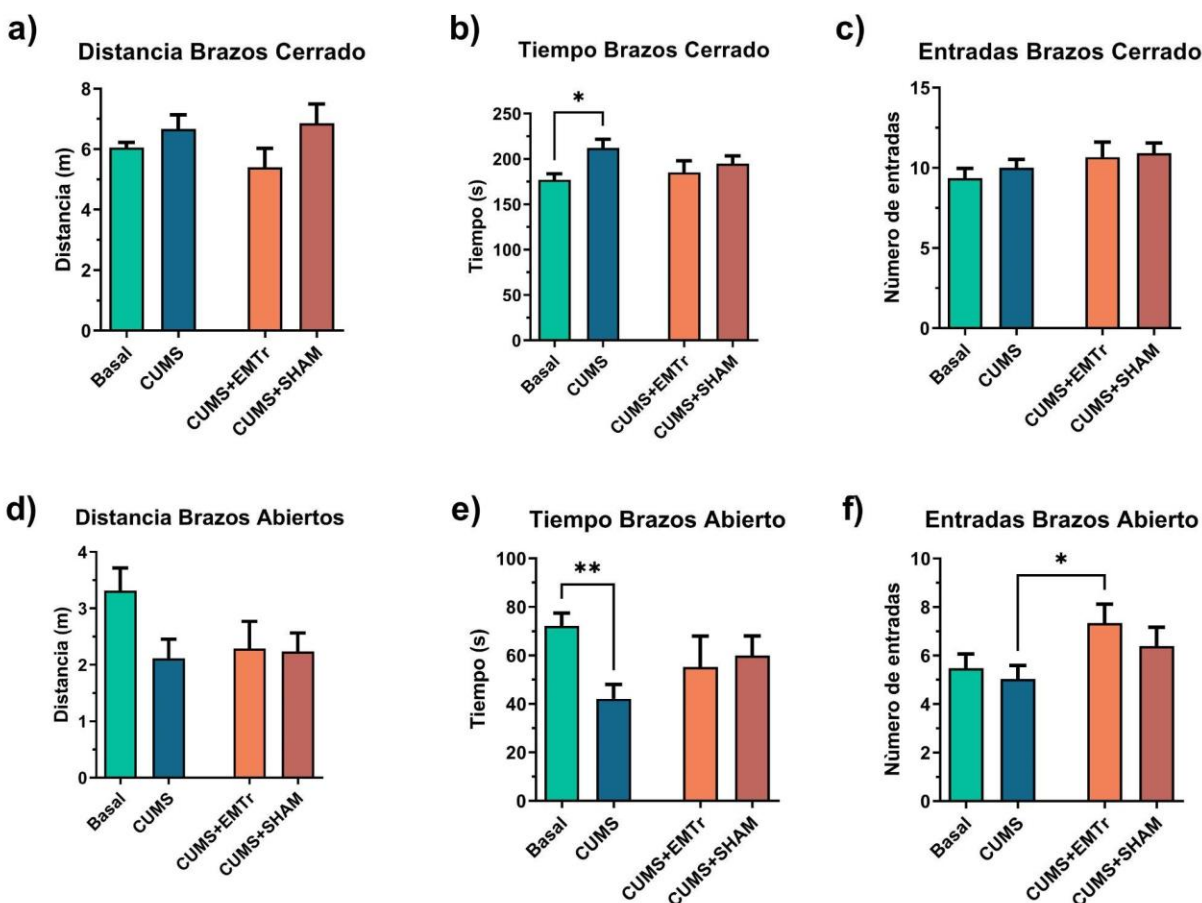 a)
Distancia Brazos Cerrado
Distancia (m)
8
6
4
2
0
Basal
CUMS
CUMS+EMTr
CUMS+SHAM
b)
Tiempo Brazos Cerrado
*
Tiempo (s)
250
200
150
100
50
0
Basal
CUMS
CUMS+EMTr
CUMS+SHAM
c)
Entradas Brazos Cerrado
Nùmero de entradas
15
10
5
0
Basal
CUMS
CUMS+EMTr
CUMS+SHAM
d)
Distancia Brazos Abiertos
Distancia (m)
4
3
2
1
0
Basal
CUMS
CUMS+EMTr
CUMS+SHAM
e)
Tiempo Brazos Abierto
**
Tiempo (s)
100
80
60
40
20
0
Basal
CUMS
CUMS+EMTr
CUMS+SHAM
f)
Entradas Brazos Abierto
*
Nùmero de entradas
10
8
6
4
2
0
Basal
CUMS
CUMS+EMTr
CUMS+SHAM